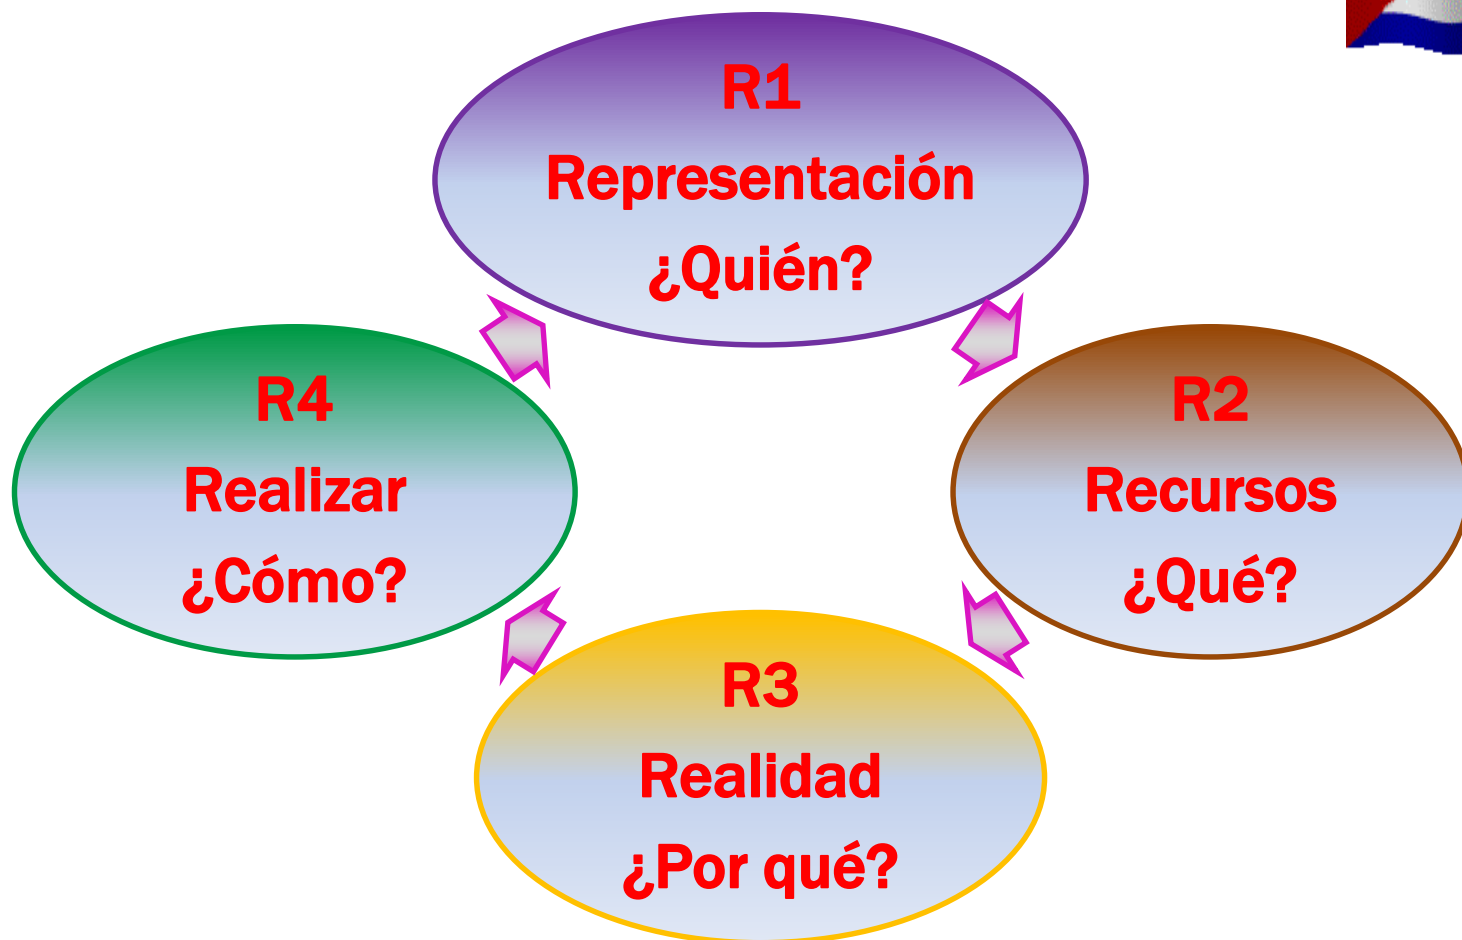 R1
Representación
¿Quién?
R4
Realizar
¿Cómo?
R2
Recursos
¿Qué?
R3
Realidad
¿Por qué?